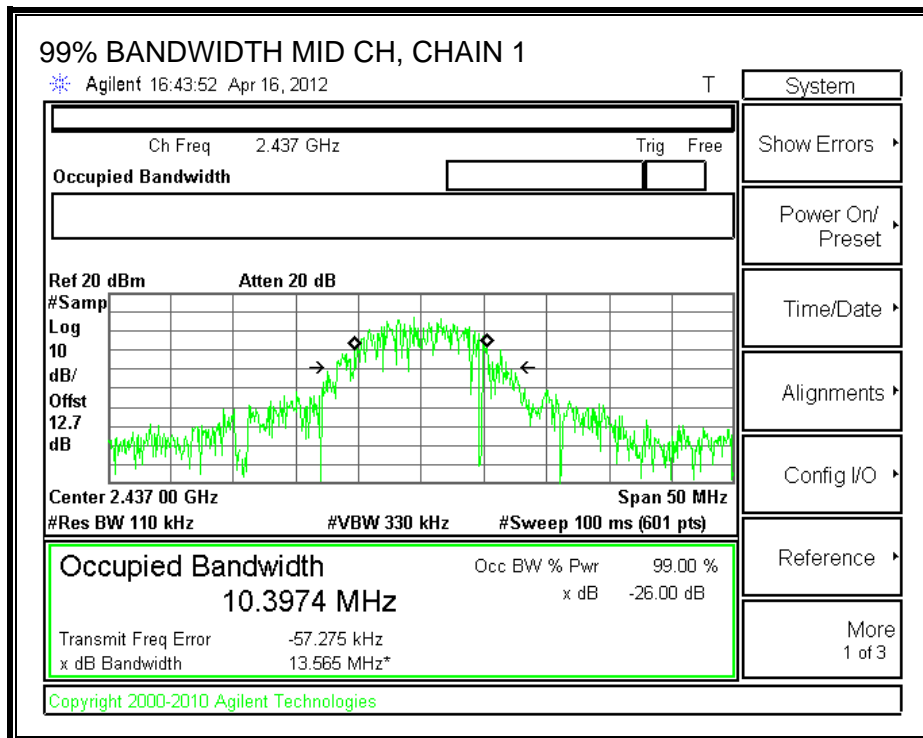 99% BANDWIDTH MID CH, CHAIN 1
Agilent 16:43:52 Apr 16, 2012 T
System
Ch Freq 2.437 GHz Trig Free
Occupied Bandwidth
Show Errors
Power On/
Preset
Time/Date
Alignments
Config I/O
Reference
More
1 of 3
Ref 20 dBm Atten 20 dB
#Samp
Log
10
dB/
Offst
12.7
dB
Center 2.437 00 GHz Span 50 MHz
#Res BW 110 kHz #VBW 330 kHz #Sweep 100 ms (601 pts)
Occupied Bandwidth Occ BW % Pwr 99.00 %
10.3974 MHz x dB -26.00 dB
Transmit Freq Error -57.275 kHz
x dB Bandwidth 13.565 MHz*
Copyright 2000-2010 Agilent Technologies